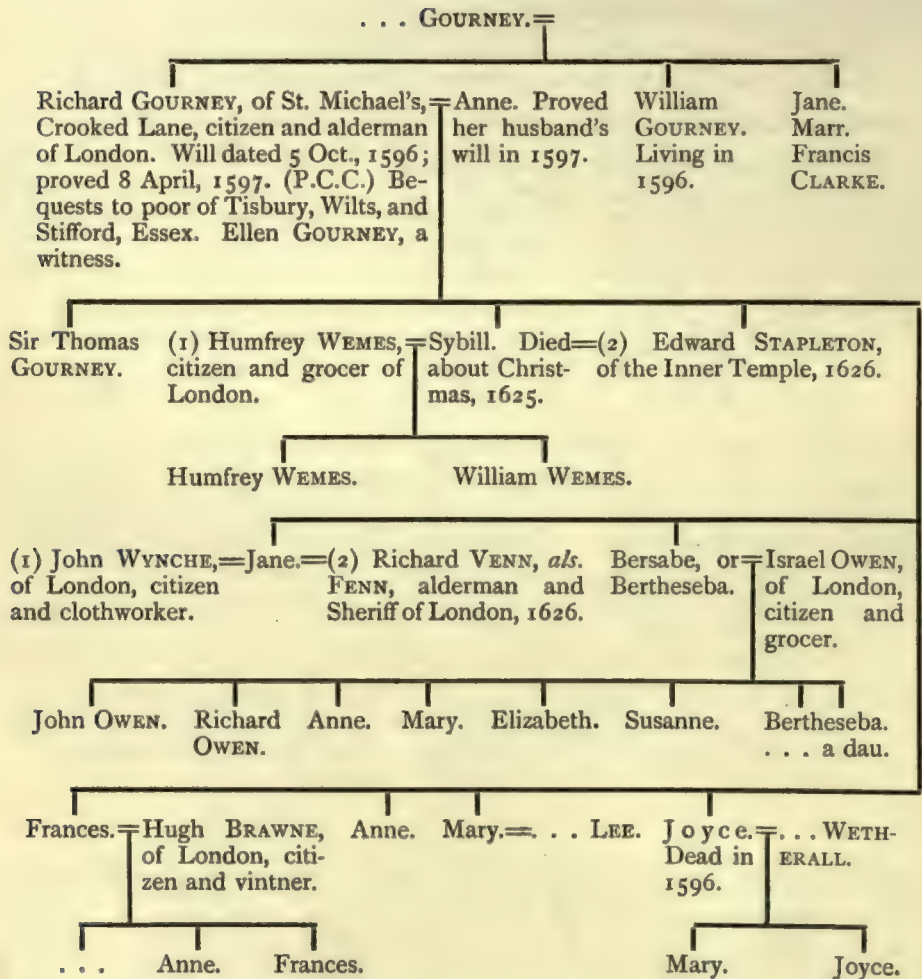 . . . GOURNEY.=
Richard GOURNEY, of St. Michael's,=
Crooked Lane, citizen and alderman
of London. Will dated 5 Oct., 1596;
proved 8 April, 1597. (P.C.C.) Be-
quests to poor of Tisbury, Wilts, and
Stifford, Essex. Ellen GOURNEY, a
witness.
Anne. Proved
her husband's
will in 1597.
William
GOURNEY.
Living in
1596.
Jane.
Marr.
Francis
CLARKE.
Sir Thomas
GOURNEY.
(1) Humfrey WEMES,=
citizen and grocer of
London.
Sybill. Died=
about Christ-
mas, 1625.
(2) Edward STAPLETON,
of the Inner Temple, 1626.
Humfrey WEMES.
William WEMES.
(1) John WYNCHE,=
of London, citizen
and clothworker.
Jane.=
(2) Richard VENN, als.
FENN, alderman and
Sheriff of London, 1626.
Bersabe, or=
Bertheseba.
Israel OWEN,
of London,
citizen and
grocer.
John OWEN.
Richard
OWEN.
Anne.
Mary.
Elizabeth.
Susanne.
Bertheseba.
. . . a dau.
Frances.=
Hugh BRAWNE,
of London, citi-
zen and vintner.
Anne.
Mary.=. . . LEE.
Joyce.=
Dead in
1596.
. . . WETH-
ERALL.
. . .
Anne.
Frances.
Mary.
Joyce.